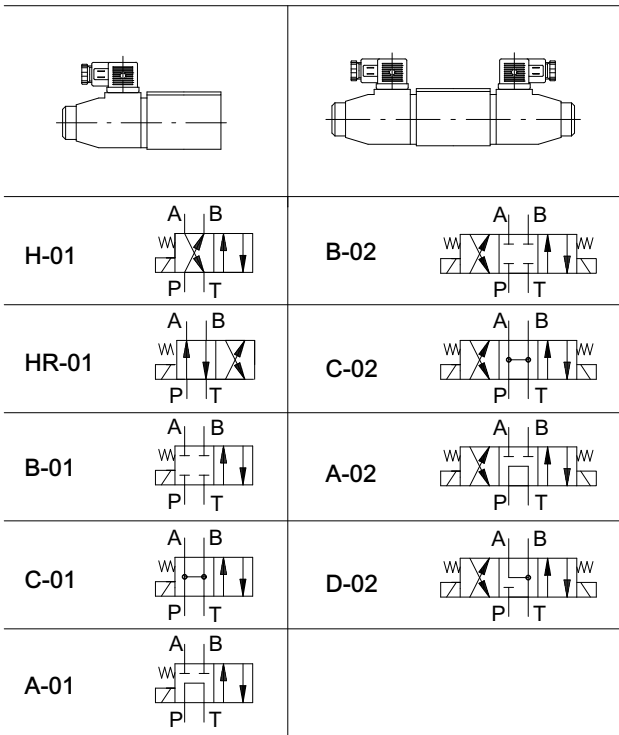 A B
H-01
P T
A B
B-02
P T
A B
HR-01
P T
A B
C-02
P T
A B
B-01
P T
A B
A-02
P T
A B
C-01
P T
A B
D-02
P T
A B
A-01
P T